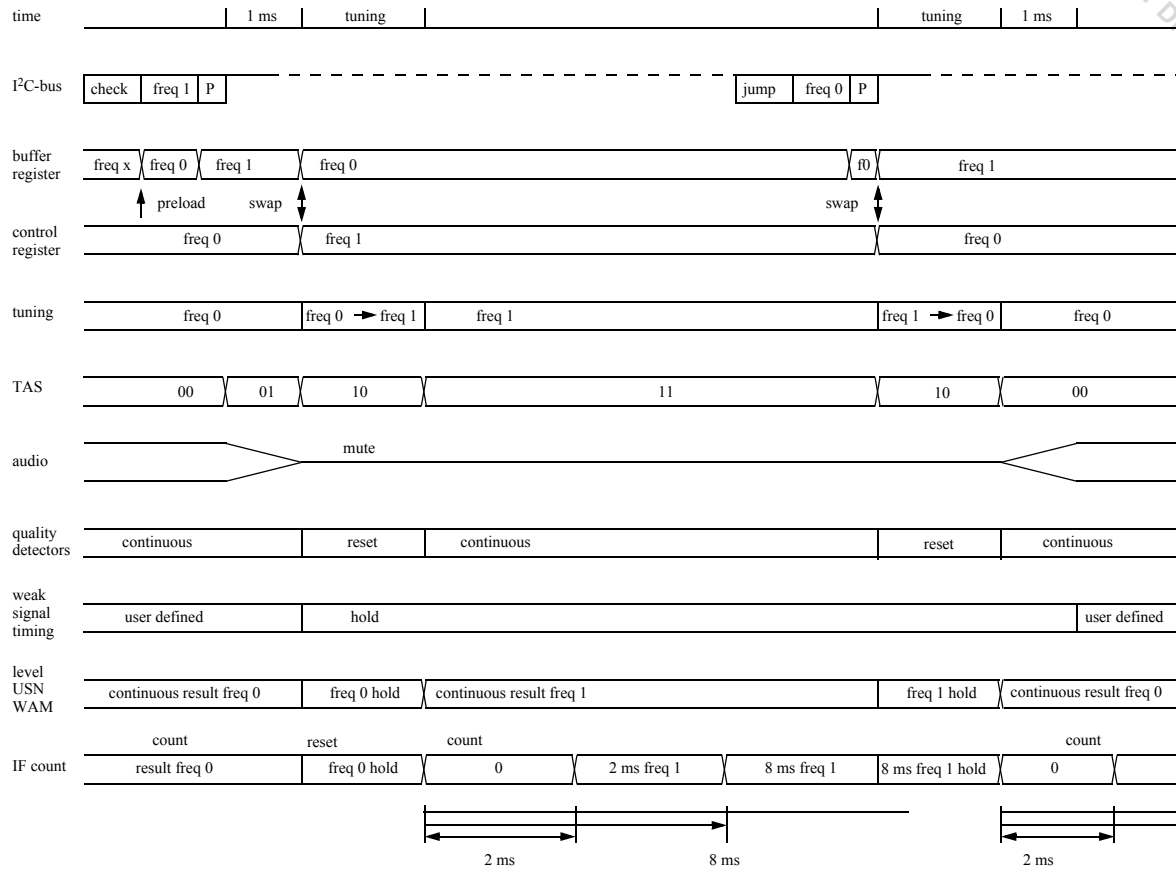 time 1 ms tuning tuning 1 ms
I²C-bus check freq 1 P jump freq 0 P
buffer register freq x freq 0 freq 1 freq 0 f0 freq 1
preload swap swap
control register freq 0 freq 1 freq 0
tuning freq 0 freq 0 freq 1 freq 1 freq 1 freq 0 freq 0
TAS 00 01 10 11 10 00
mute
audio
quality detectors continuous reset continuous reset continuous
weak signal timing user defined hold user defined
level USN WAM continuous result freq 0 freq 0 hold continuous result freq 1 freq 1 hold continuous result freq 0
count reset count count
IF count result freq 0 freq 0 hold 0 2 ms freq 1 8 ms freq 1 8 ms freq 1 hold 0
2 ms 8 ms 2 ms